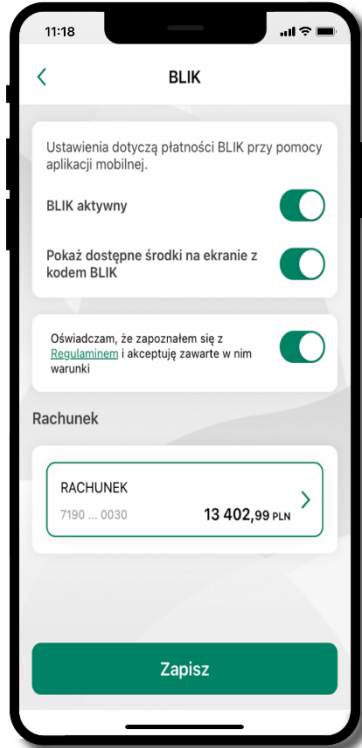 11:18
BLIK
Ustawienia dotyczą płatności BLIK przy pomocy
aplikacji mobilnej.
BLIK aktywny
Pokaż dostępne środki na ekranie z
kodem BLIK
Oświadczam, że zapoznałem się z
Regulaminem i akceptuję zawarte w nim
warunki
Rachunek
RACHUNEK
7190 ... 0030
13 402,99 PLN
Zapisz